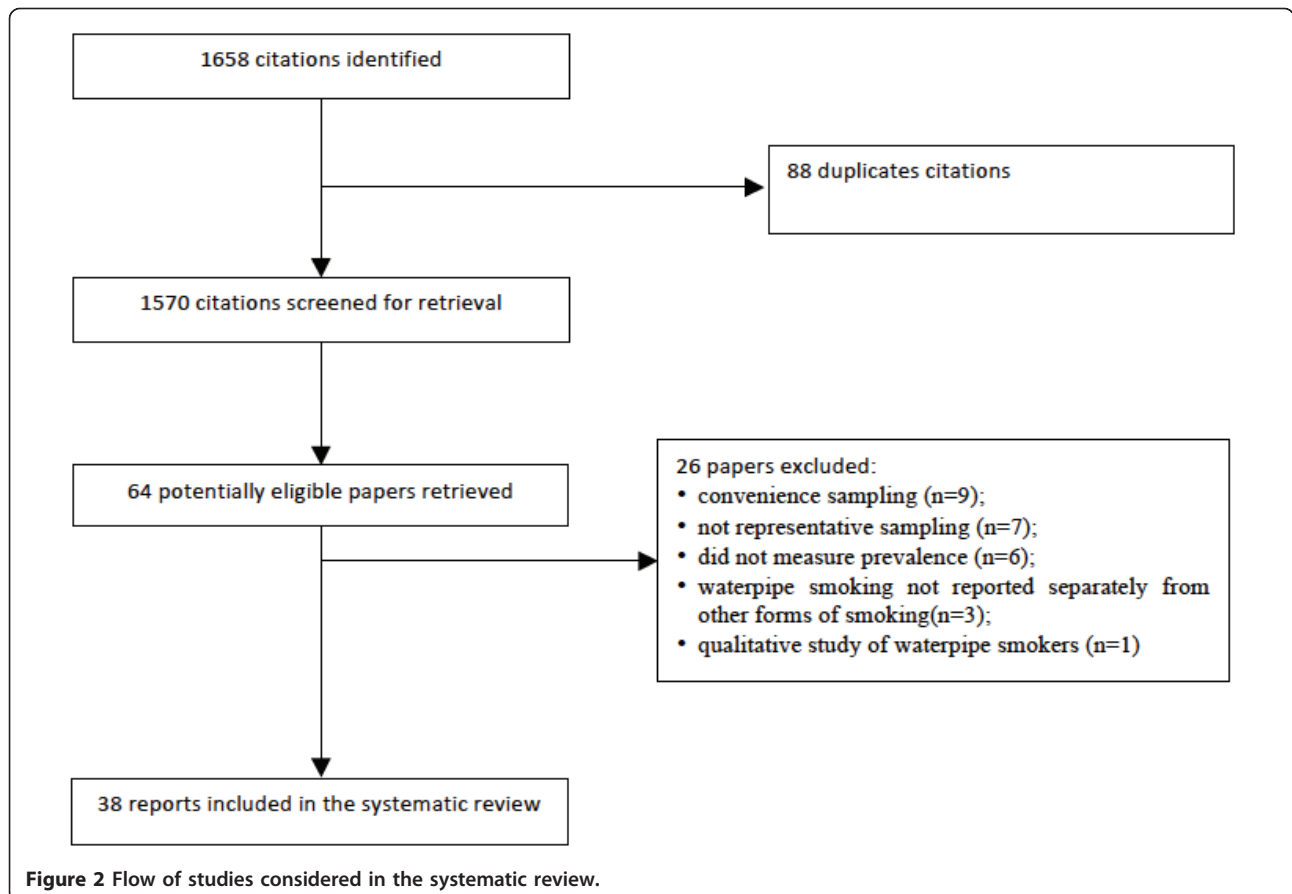 1658 citations identified
88 duplicates citations
1570 citations screened for retrieval
64 potentially eligible papers retrieved
26 papers excluded:
• convenience sampling (n=9);
• not representative sampling (n=7);
• did not measure prevalence (n=6);
• waterpipe smoking not reported separately from
other forms of smoking(n=3);
• qualitative study of waterpipe smokers (n=1)
38 reports included in the systematic review
Figure 2 Flow of studies considered in the systematic review.